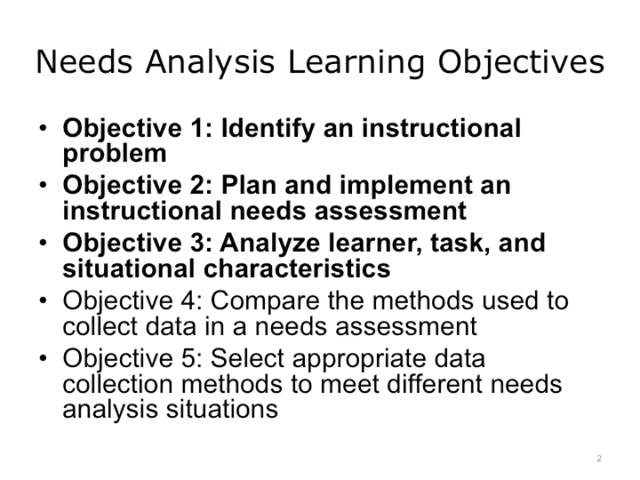 Needs Analysis Learning Objectives
• Objective 1: Identify an instructional
problem
• Objective 2: Plan and implement an
instructional needs assessment
• Objective 3: Analyze learner, task, and
situational characteristics
• Objective 4: Compare the methods used to
collect data in a needs assessment
• Objective 5: Select appropriate data
collection methods to meet different needs
analysis situations
2